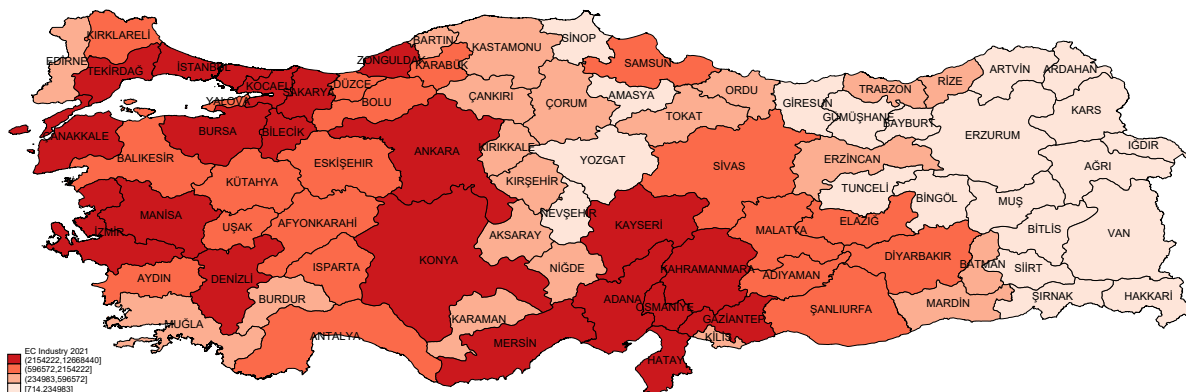 KIRKLARELİ
EDIRNE
TEKİRDAĞ
İSTANBUL
KOCAELİ
SAKARYA
YALOVA
DÜZCE
BOLU
ZONGULDAK
BARTIN
KARABÜK
KASTAMONU
SİNOP
SAMSUN
ÇANKIRI
ÇORUM
AMASYA
ORDU
TOKAT
GİRESUN
TRABZON
RİZE
ARTVİN
ARDAHAN
GÜMÜŞHANE
BAYBURT
KARS
ERZURUM
IĞDIR
ANAKKALE
BURSA
BİLECİK
BALIKESİR
ESKİŞEHİR
ANKARA
KIRIKKALE
YOZGAT
SİVAS
ERZİNCAN
AĞRI
KÜTAHYA
KIRŞEHİR
TUNCELİ
BİNGÖL
MUŞ
MANİSA
İZMİR
UŞAK
AFYONKARAHİ
NEVŞEHİR
KAYSERİ
MALATYA
ELAZIĞ
BİTLİS
VAN
AKSARAY
DİYARBAKIR
KONYA
KAHRAMANMARA
NİĞDE
ISPARTA
AYDIN
DENİZLİ
ADIYAMAN
BATMAN
SİİRT
BURDUR
MUĞLA
ANTALYA
KARAMAN
MERSİN
ADANA
OSMANİYE
GAZİANTEP
KİLİS
HATAY
ŞANLIURFA
MARDİN
ŞIRNAK
HAKKARİ
EC Industry 2021
(2154222,12668440]
(596572,2154222]
(234983,596572]
[714,234983]